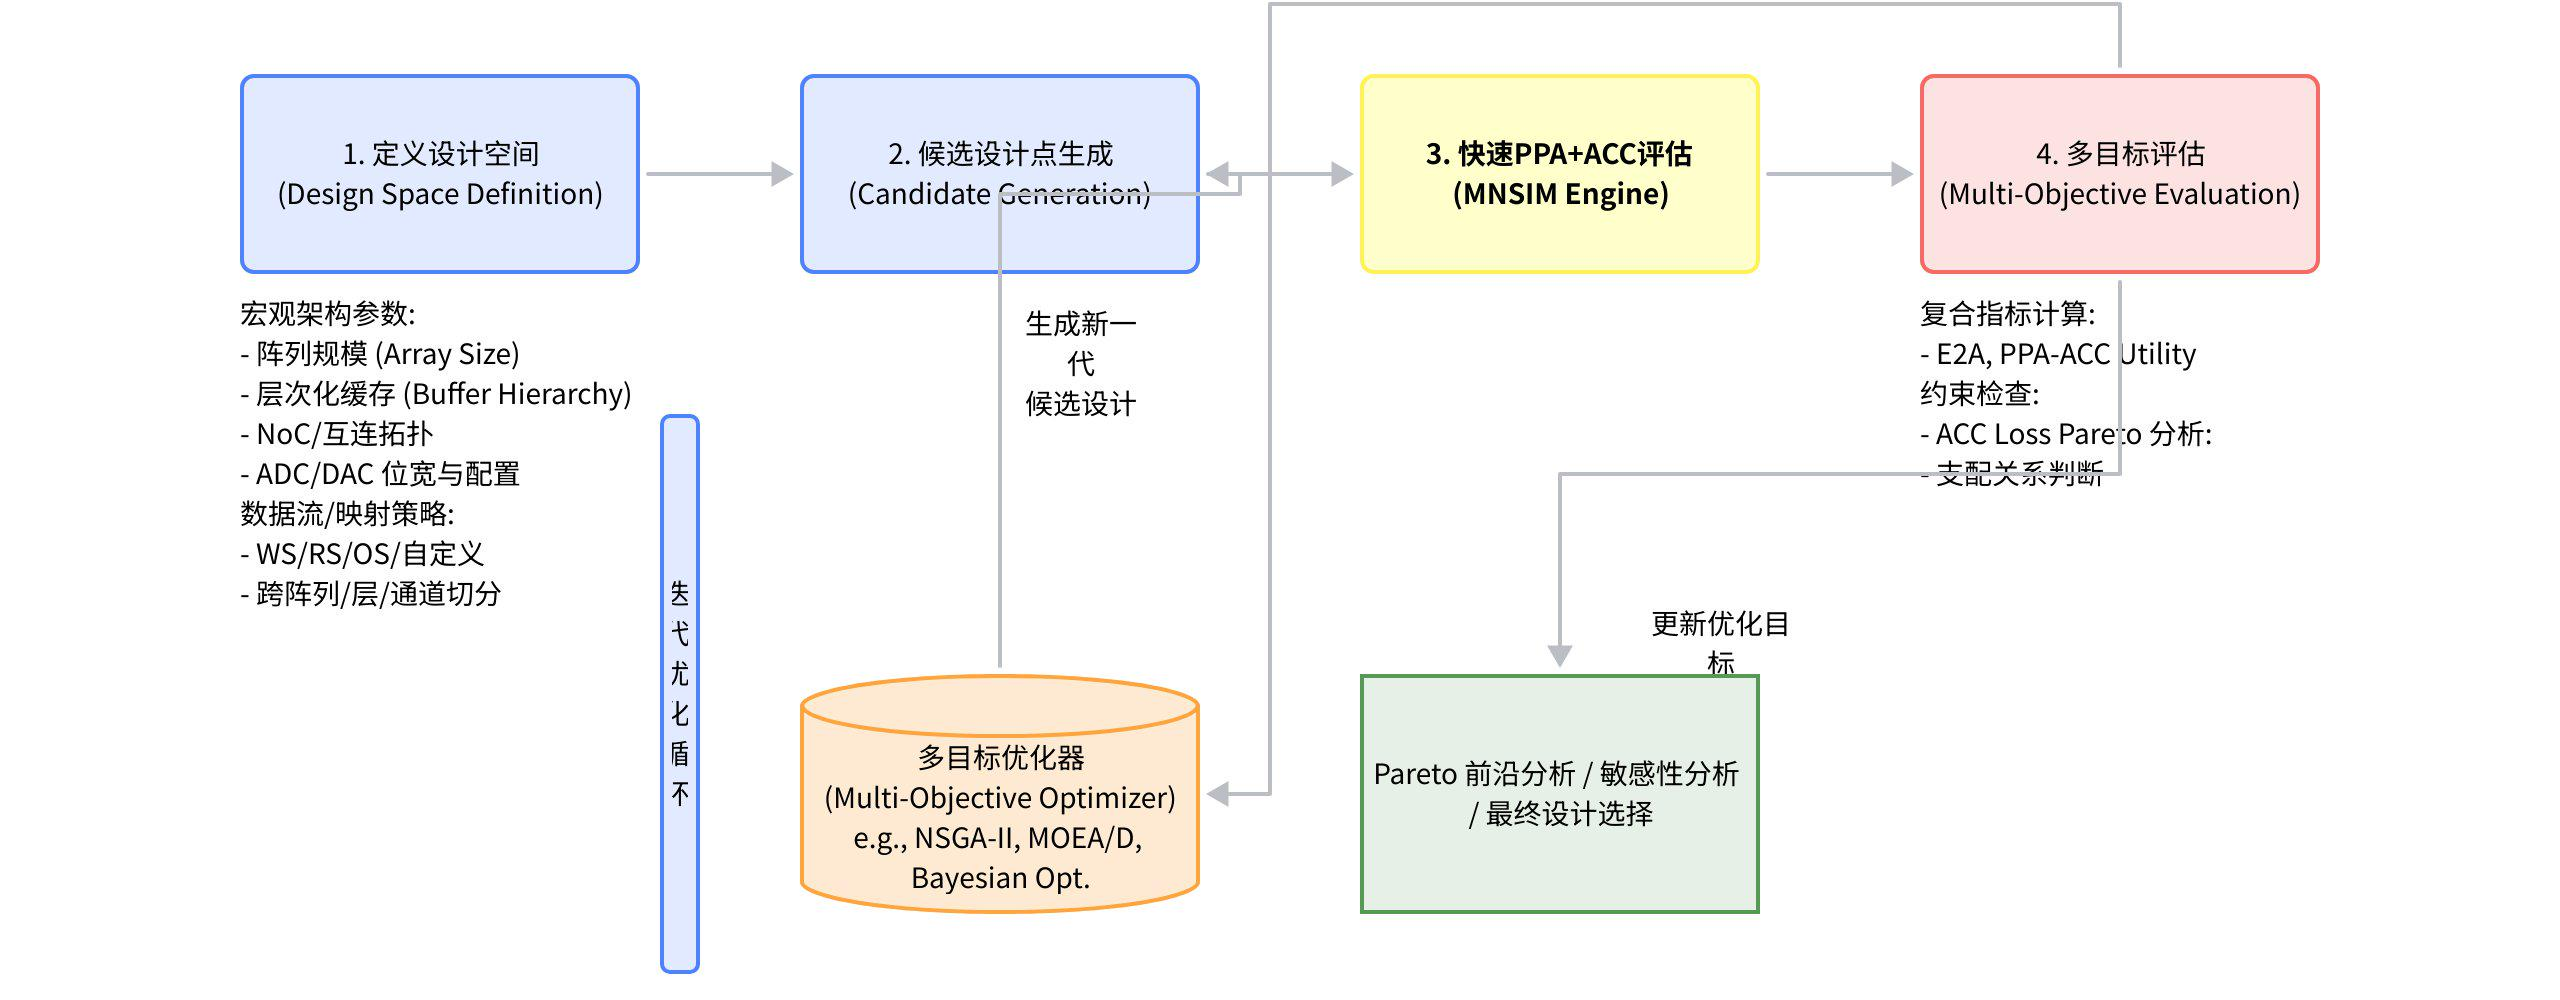 1. 定义设计空间
(Design Space Definition)
2. 候选设计点生成
(Candidate Generation)
3. 快速PPA+ACC评估
(MNSIM Engine)
4. 多目标评估
(Multi-Objective Evaluation)
宏观架构参数:
- 阵列规模 (Array Size)
- 层次化缓存 (Buffer Hierarchy)
- NoC/互连拓扑
- ADC/DAC 位宽与配置
数据流/映射策略:
- WS/RS/OS/自定义
- 跨阵列/层/通道切分
生成新一
代
候选设计
复合指标计算:
- E2A, PPA-ACC Utility
约束检查:
- ACC Loss Pareto 分析:
- 支配关系判断
更新优化目
标
多目标优化器
(Multi-Objective Optimizer)
e.g., NSGA-II, MOEA/D,
Bayesian Opt.
Pareto 前沿分析 / 敏感性分析
/ 最终设计选择